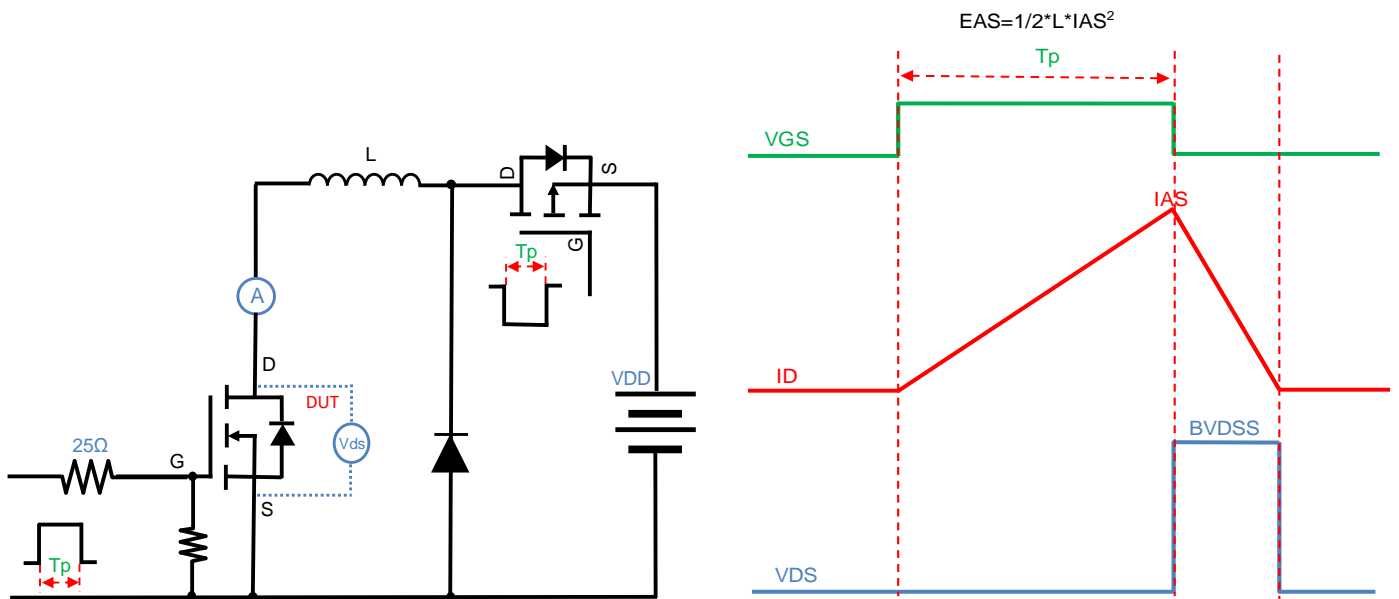 EAS=1/2*L*IAS²
Tp
VGS
IAS
ID
BVDSS
VDS
L
D
S
G
Tp
A
D
VDD
DUT
Vds
25Ω
G
S
Tp